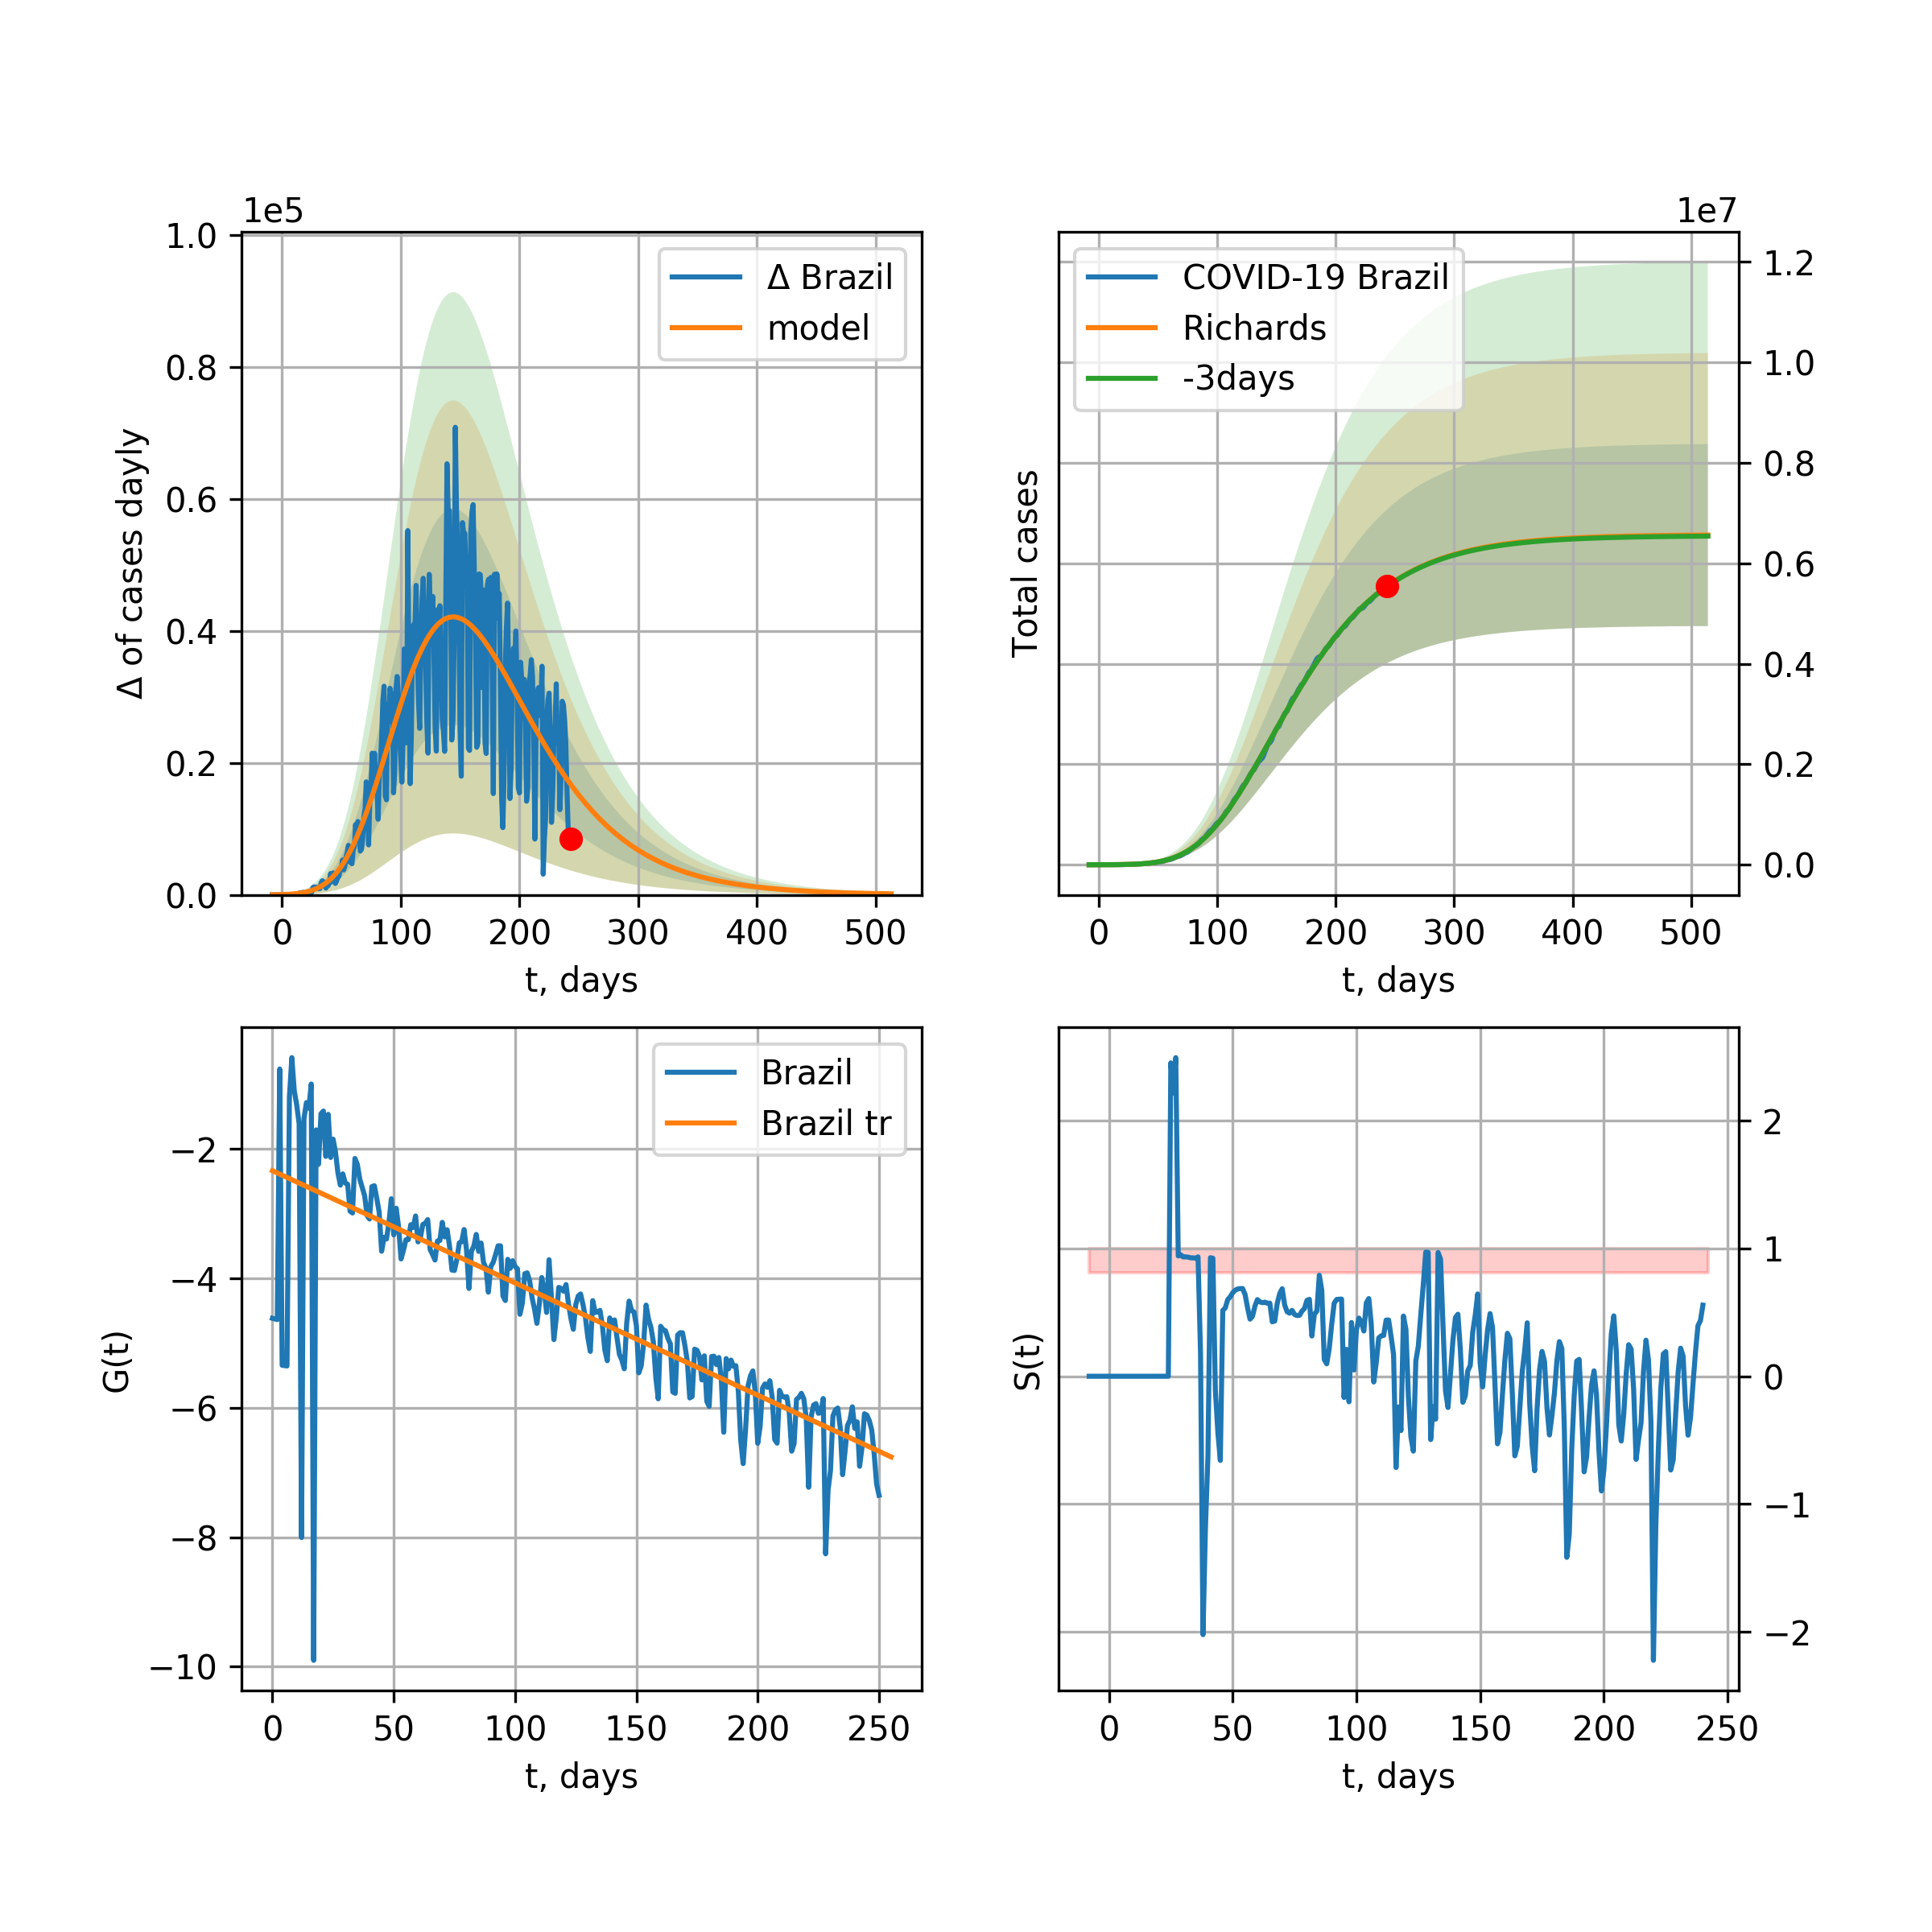 1e5
1.0
0.8
0.6
0.4
0.2
0.0
Δ of cases dayly
Δ Brazil
model
0 100 200 300 400 500
t, days
1e7
COVID-19 Brazil
Richards
-3days
Total cases
1.2
1.0
0.8
0.6
0.4
0.2
0.0
0 100 200 300 400 500
t, days
Brazil
Brazil tr
G(t)
−2
−4
−6
−8
−10
0 50 100 150 200 250
t, days
S(t)
2
1
0
−1
−2
0 50 100 150 200 250
t, days